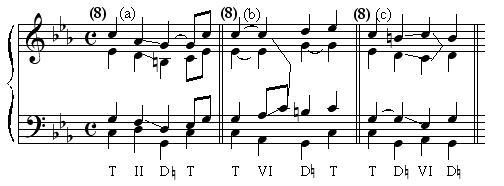 (8) (a) (8) (b) (8) (c)
T II D♮ T T VI D♮ T T D♮ VI D♮